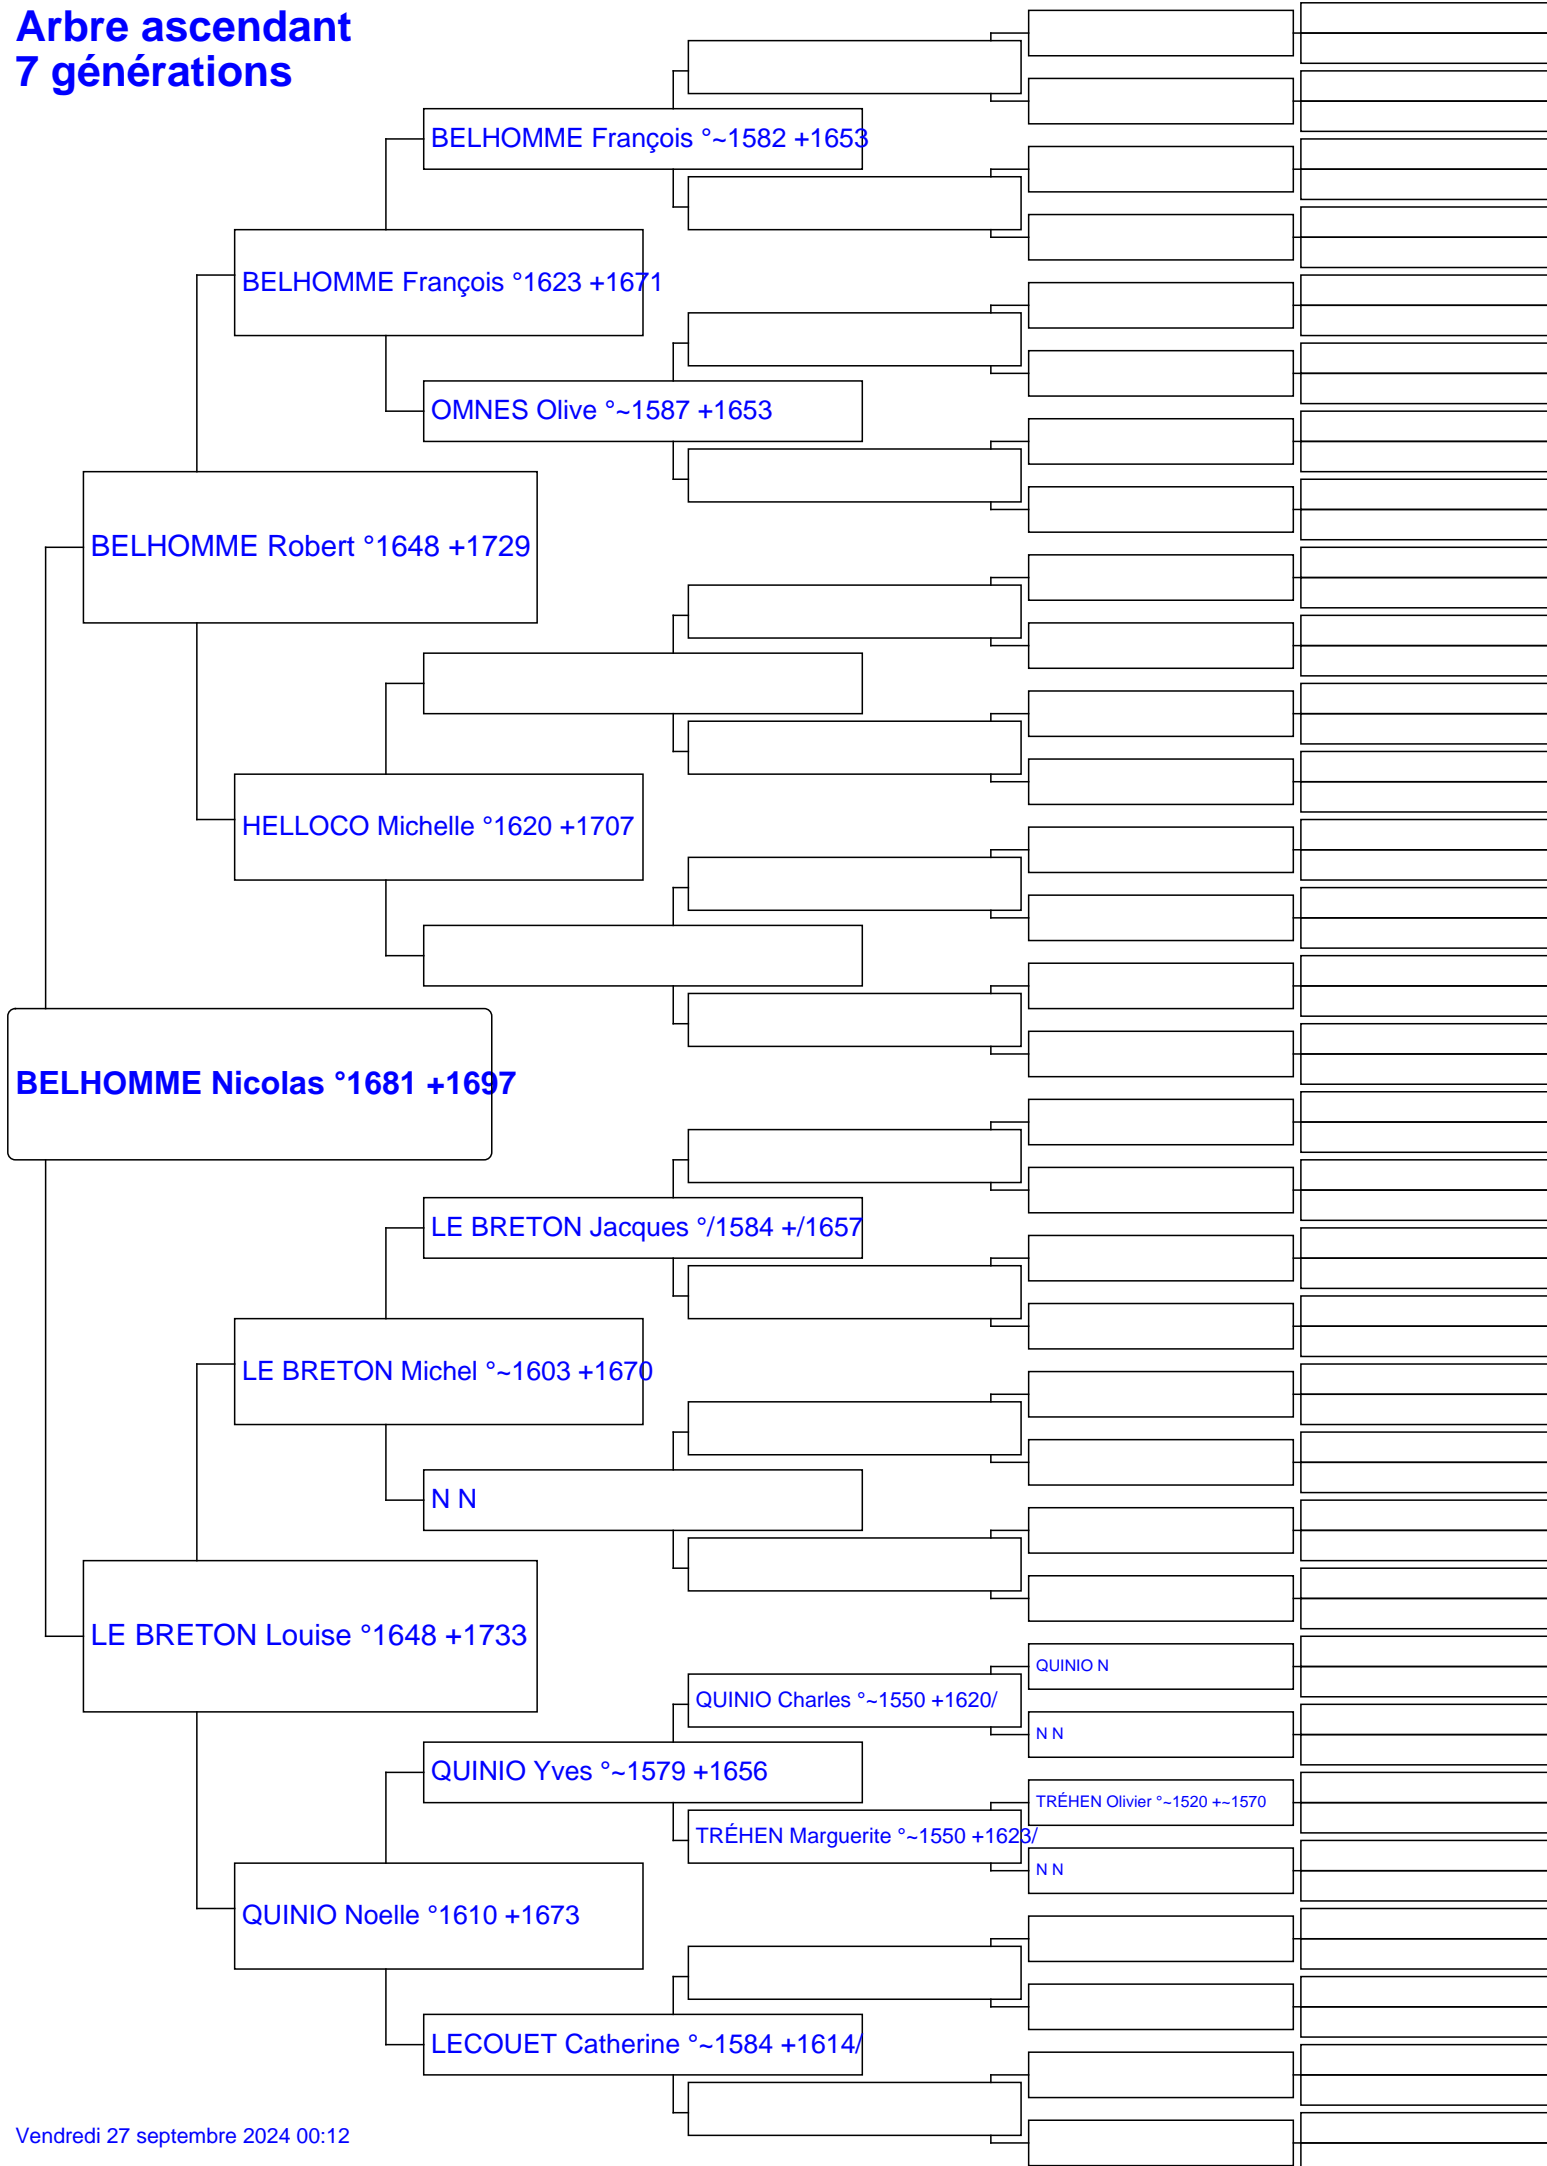 Arbre ascendant
7 générations
BELHOMME François °~1582 +1653
BELHOMME François °1623 +1671
OMNES Olive °~1587 +1653
BELHOMME Robert °1648 +1729
HELLOCO Michelle °1620 +1707
BELHOMME Nicolas °1681 +1697
LE BRETON Jacques °/1584 +/1657
LE BRETON Michel °~1603 +1670
N N
LE BRETON Louise °1648 +1733
QUINIO N
QUINIO Charles °~1550 +1620/
N N
QUINIO Yves °~1579 +1656
TRÉHEN Olivier °~1520 +~1570
TRÉHEN Marguerite °~1550 +1623/
N N
QUINIO Noelle °1610 +1673
LECOUET Catherine °~1584 +1614/
Vendredi 27 septembre 2024 00:12